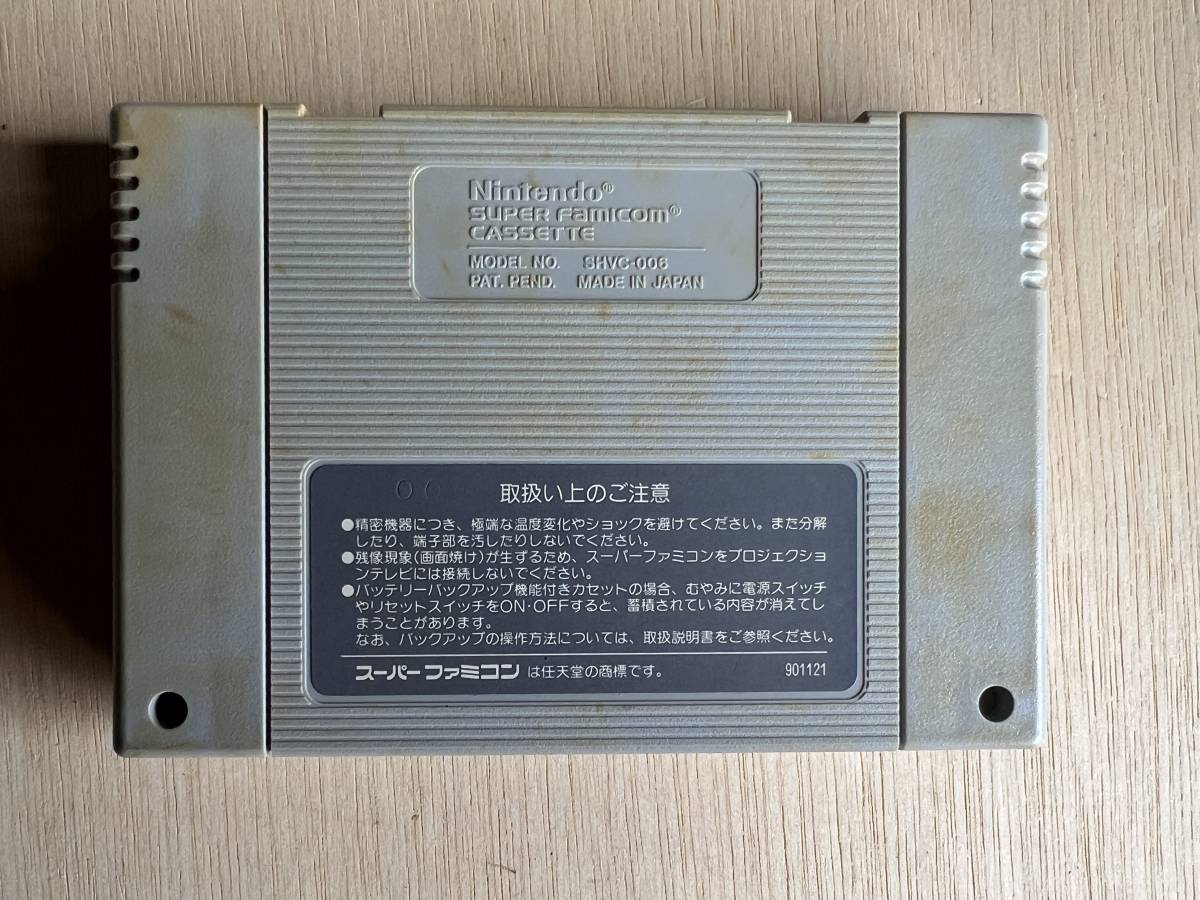 Nintendo®
SUPER FAMICOM®
CASSETTE
MODEL NO. SHVC-006
PAT. PEND. MADE IN JAPAN
06
取扱い上のご注意
●精密機器につき、極端な温度変化やショックを避けてください。また分解
したり、端子部を汚したりしないでください。
●残像現象(画面焼け)が生ずるため、スーパーファミコンをプロジェクショ
ンテレビには接続しないでください。
●バッテリーバックアップ機能付きカセットの場合、むやみに電源スイッチ
やリセットスイッチをON・OFFすると、蓄積されている内容が消えてし
まうことがあります。
なお、バックアップの操作方法については、取扱説明書をご参照ください。
スーパーファミコン は任天堂の商標です。 901121